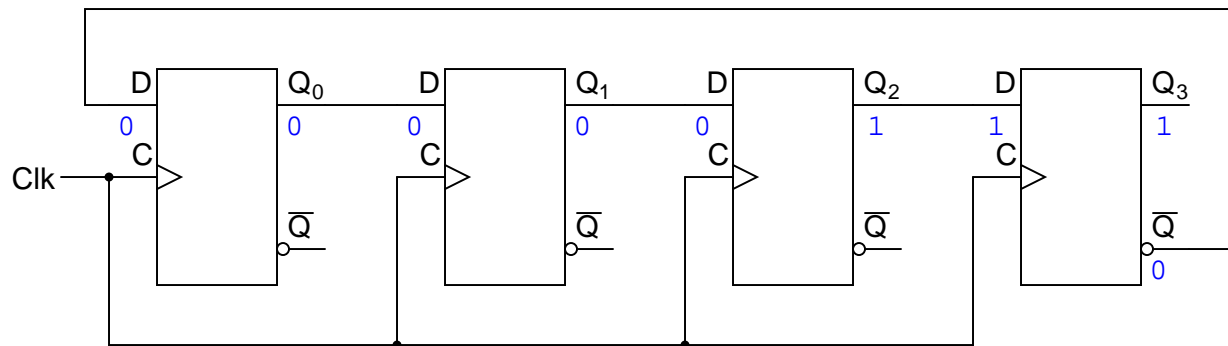 D Q₀ D Q₁ D Q₂ D Q₃
0 0 0 0 0 1 1 1
C C C C
Clk
Q̅ Q̅ Q̅ Q̅
0